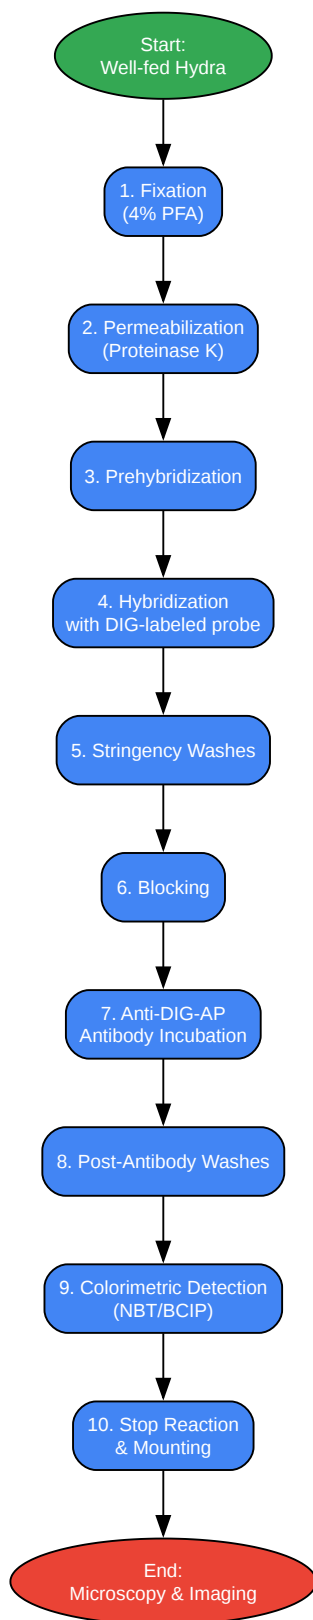 Start:
Well-fed Hydra
1. Fixation
(4% PFA)
2. Permeabilization
(Proteinase K)
3. Prehybridization
4. Hybridization
with DIG-labeled probe
5. Stringency Washes
6. Blocking
7. Anti-DIG-AP
Antibody Incubation
8. Post-Antibody Washes
9. Colorimetric Detection
(NBT/BCIP)
10. Stop Reaction
& Mounting
End:
Microscopy & Imaging